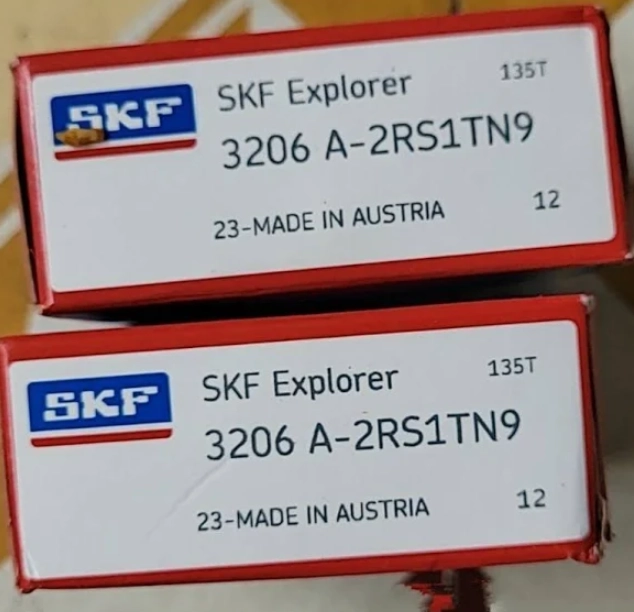 SKF
SKF Explorer
135T
3206 A-2RS1TN9
23-MADE IN AUSTRIA
12
SKF
SKF Explorer
135T
3206 A-2RS1TN9
23-MADE IN AUSTRIA
12